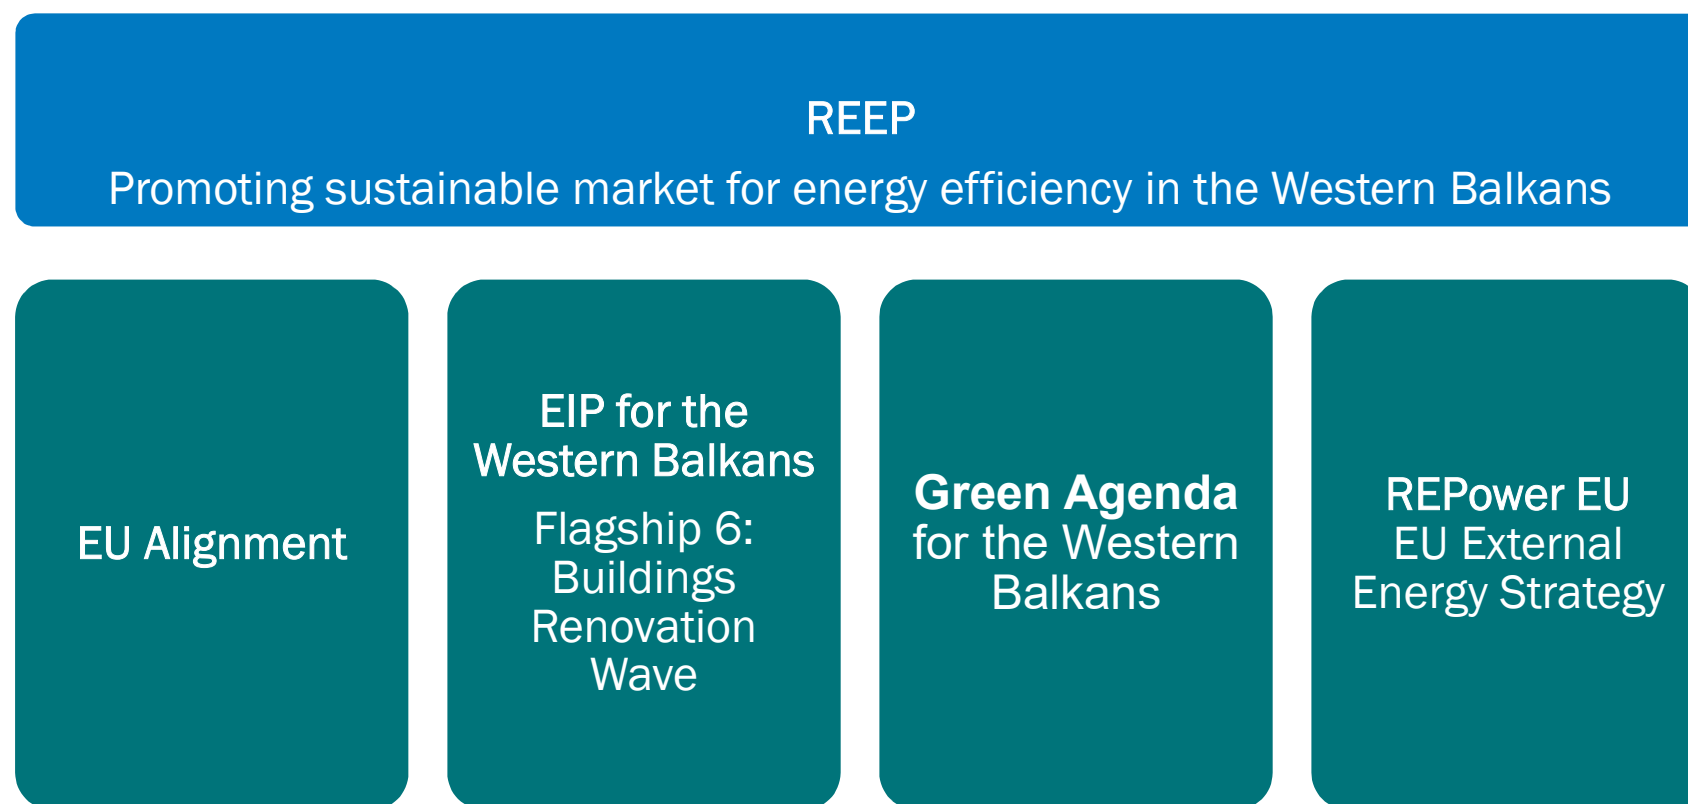 REEP
Promoting sustainable market for energy efficiency in the Western Balkans
EU Alignment
EIP for the
Western Balkans
Flagship 6:
Buildings
Renovation
Wave
Green Agenda
for the Western
Balkans
REPower EU
EU External
Energy Strategy